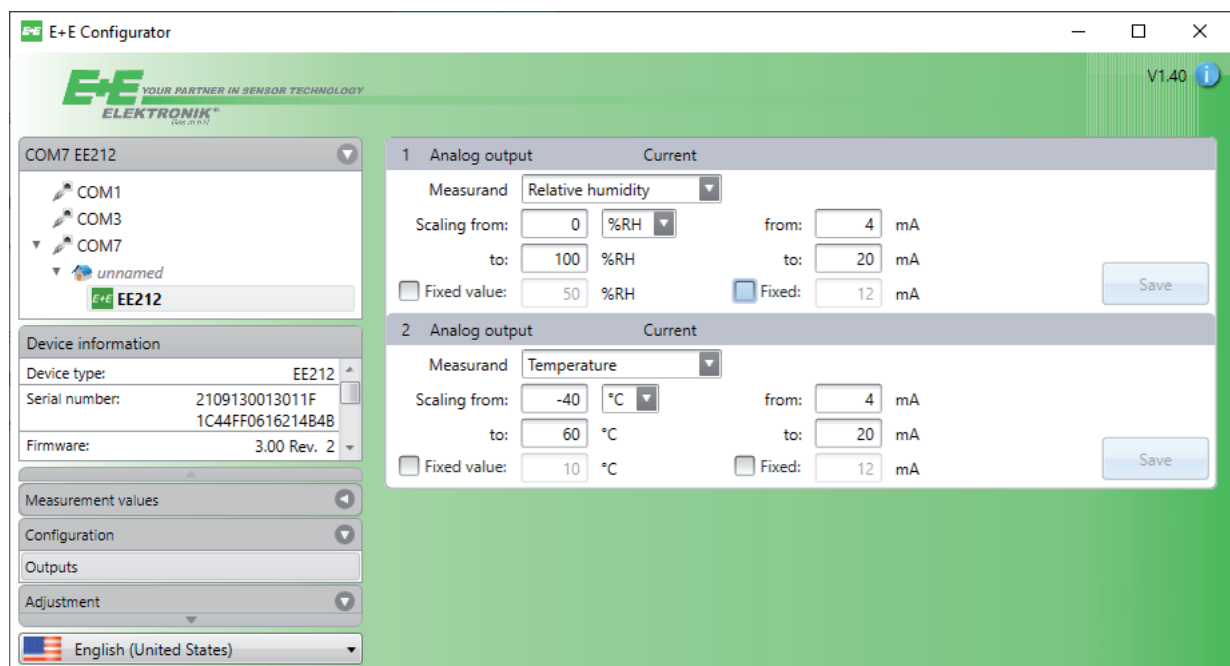 E+E E+E Configurator
E+E YOUR PARTNER IN SENSOR TECHNOLOGY
ELEKTRONIK®
V1.40 i
COM7 EE212
COM1
COM3
COM7
unnamed
E+E EE212
Device information
Device type: EE212
Serial number: 2109130013011F
1C44FF0616214B4B
Firmware: 3.00 Rev. 2
Measurement values
Configuration
Outputs
Adjustment
English (United States)
1 Analog output Current
Measurand Relative humidity
Scaling from: 0 %RH from: 4 mA
to: 100 %RH to: 20 mA
Fixed value: 50 %RH Fixed: 12 mA
Save
2 Analog output Current
Measurand Temperature
Scaling from: -40 °C from: 4 mA
to: 60 °C to: 20 mA
Fixed value: 10 °C Fixed: 12 mA
Save